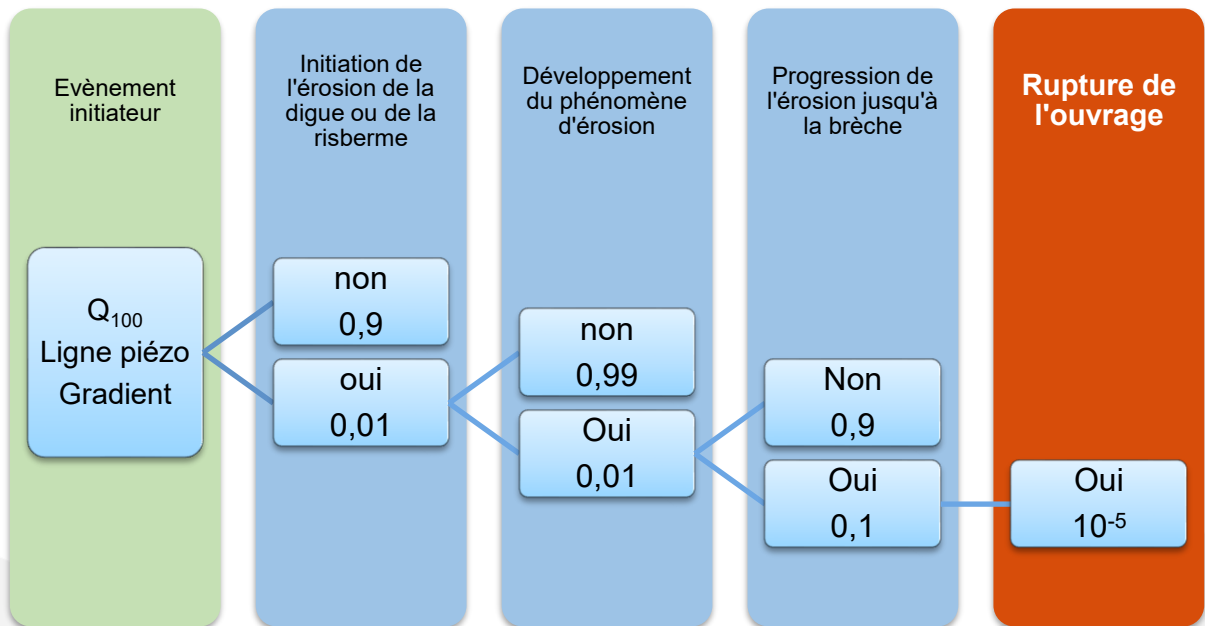 Evènement
initiateur
Initiation de
l'érosion de la
digue ou de la
risberme
Développement
du phénomène
d'érosion
Progression de
l'érosion jusqu'à
la brèche
Rupture de
l'ouvrage
Q100
Ligne piézo
Gradient
non
0,9
oui
0,01
non
0,99
Oui
0,01
Non
0,9
Oui
0,1
Oui
10-5